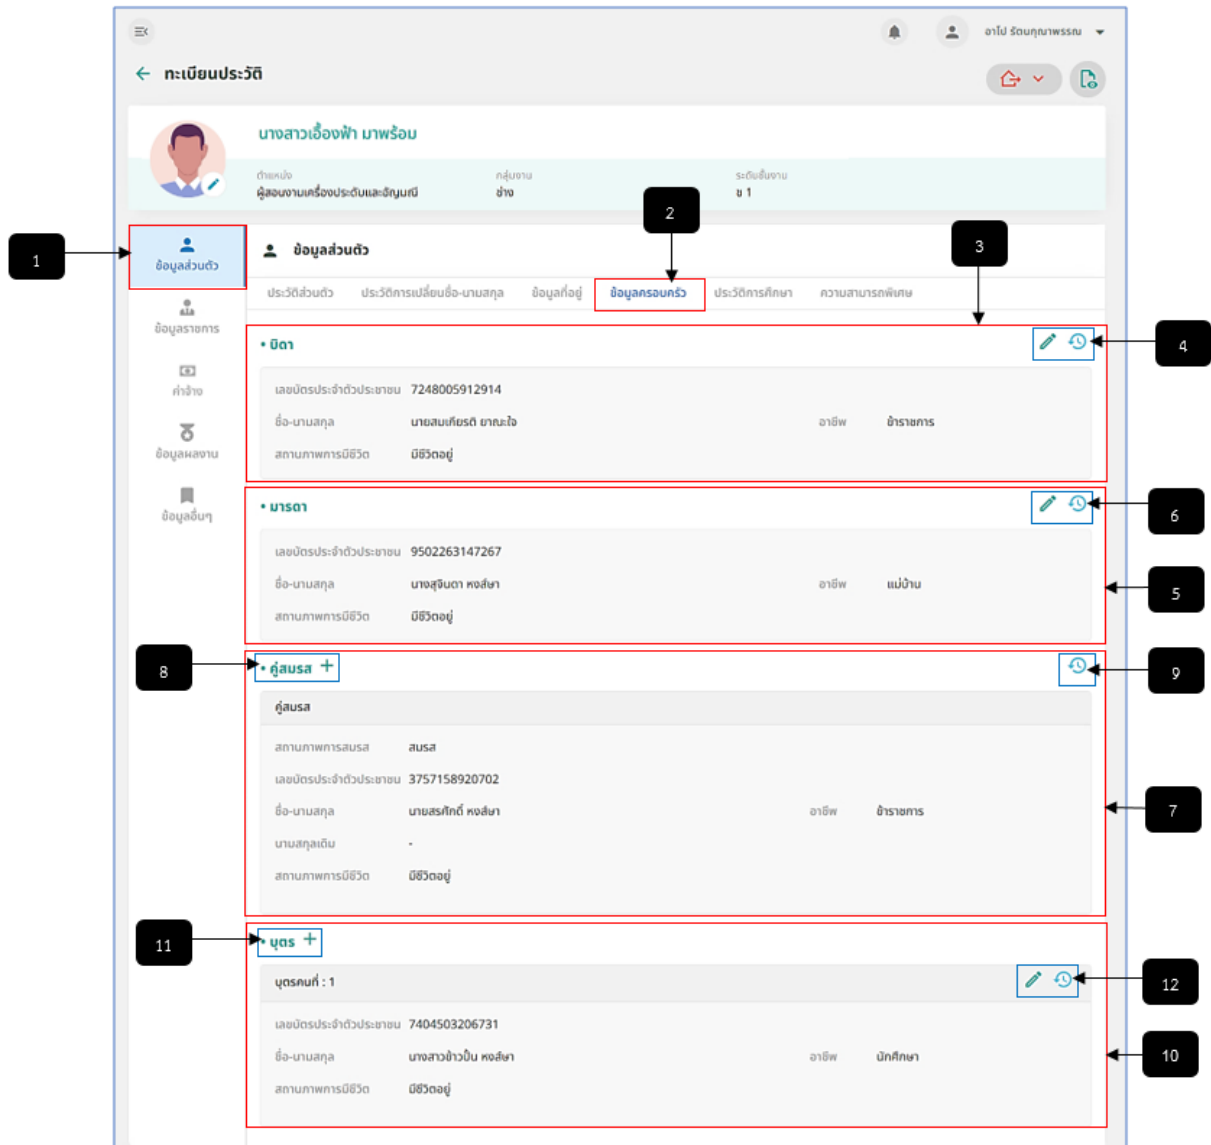 อาโป รัตนคุณาพรรณ
ทะเบียนประวัติ
นางสาวเอื้องฟ้า มาพร้อม
ตำแหน่ง กลุ่มงาน ระดับชั้นงาน
ผู้สอนงานเครื่องประดับและอัญมณี ช่าง ข 1
2
1
ข้อมูลส่วนตัว
ข้อมูลส่วนตัว
3
ประวัติส่วนตัว ประวัติการเปลี่ยนชื่อ-นามสกุล ข้อมูลที่อยู่ ข้อมูลครอบครัว ประวัติการศึกษา ความสามารถพิเศษ
ข้อมูลราชการ
ค่าจ้าง
ข้อมูลผลงาน
ข้อมูลอื่นๆ
• บิดา
4
เลขบัตรประจำตัวประชาชน 7248005912914
ชื่อ-นามสกุล นายสมเกียรติ ยาณะใจ อาชีพ ข้าราชการ
สถานภาพการมีชีวิต มีชีวิตอยู่
• มารดา
6
เลขบัตรประจำตัวประชาชน 9502263147267
ชื่อ-นามสกุล นางสุจินดา หงส์ษา อาชีพ แม่บ้าน
5
สถานภาพการมีชีวิต มีชีวิตอยู่
8
• คู่สมรส +
9
คู่สมรส
สถานภาพการสมรส สมรส
เลขบัตรประจำตัวประชาชน 3757158920702
ชื่อ-นามสกุล นายสรศักดิ์ หงส์ษา อาชีพ ข้าราชการ
7
นามสกุลเดิม -
สถานภาพการมีชีวิต มีชีวิตอยู่
11
• บุตร +
บุตรคนที่ : 1
12
เลขบัตรประจำตัวประชาชน 7404503206731
ชื่อ-นามสกุล นางสาวข้าวปั้น หงส์ษา อาชีพ นักศึกษา
10
สถานภาพการมีชีวิต มีชีวิตอยู่